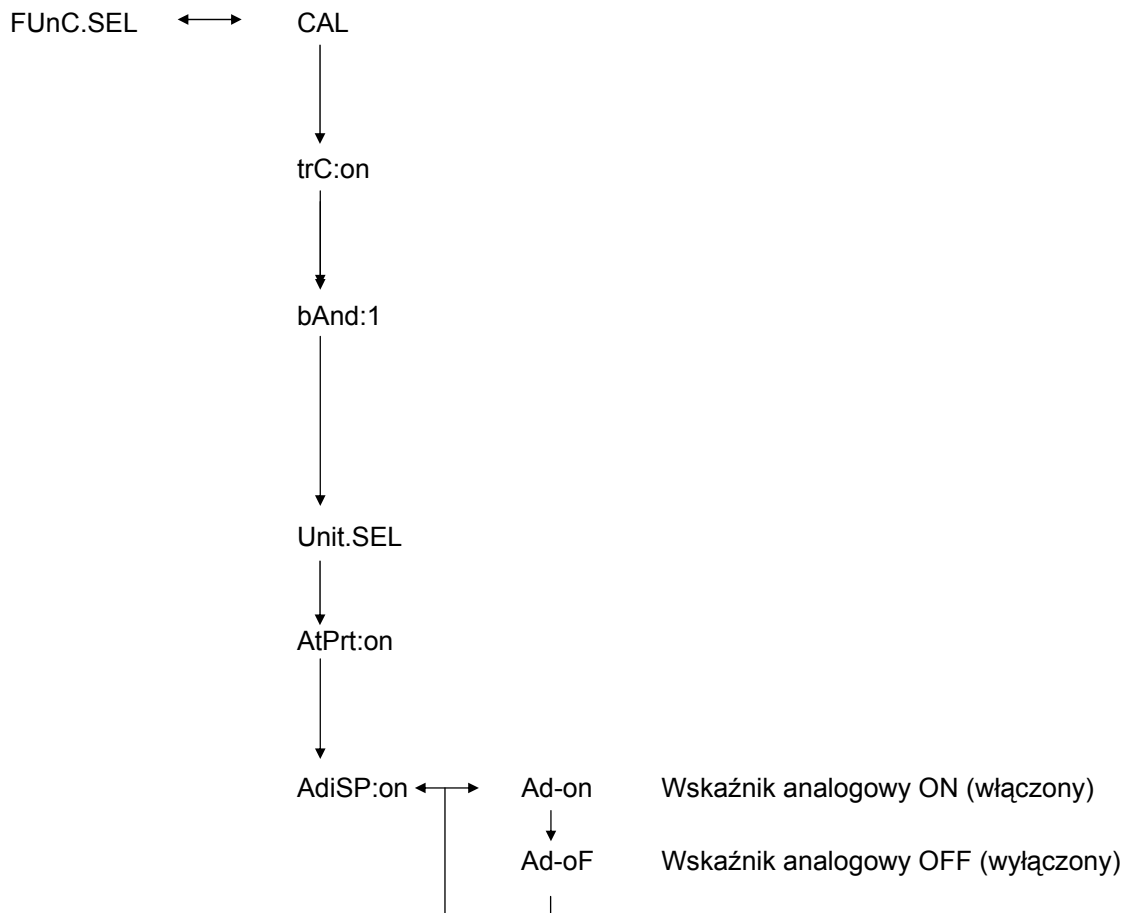 FUnC.SEL CAL
trC:on
bAnd:1
Unit.SEL
AtPrt:on
AdiSP:on Ad-on Wskaźnik analogowy ON (włączony)
Ad-oF Wskaźnik analogowy OFF (wyłączony)